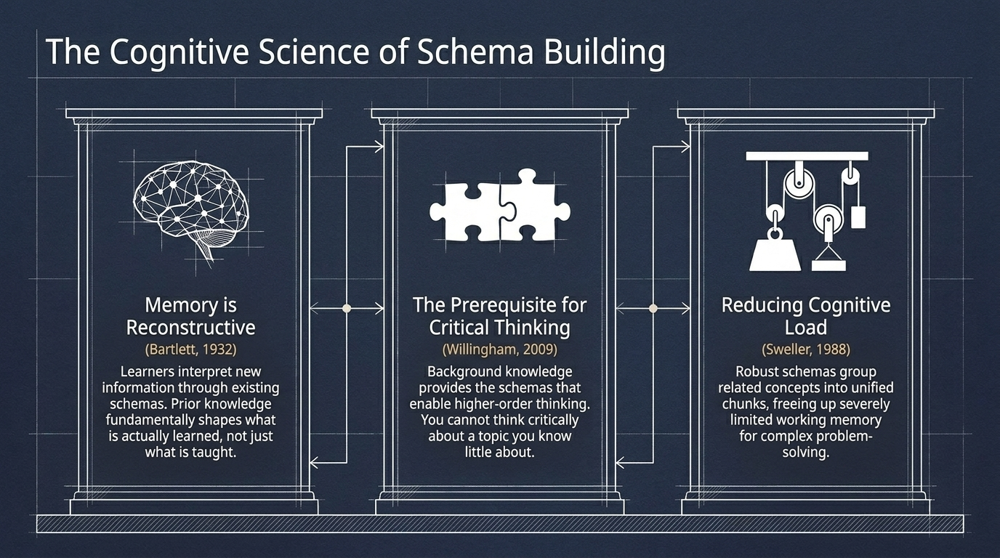 The Cognitive Science of Schema Building
Memory is
Reconstructive
(Bartlett, 1932)
Learners interpret new
information through existing
schemas. Prior knowledge
fundamentally shapes what
is actually learned, not just
what is taught.
The Prerequisite for
Critical Thinking
(Willingham, 2009)
Background knowledge
provides the schemas that
enable higher-order thinking.
You cannot think critically
about a topic you know
little about.
Reducing Cognitive
Load
(Sweller, 1988)
Robust schemas group
related concepts into unified
chunks, freeing up severely
limited working memory
for complex problem-
solving.